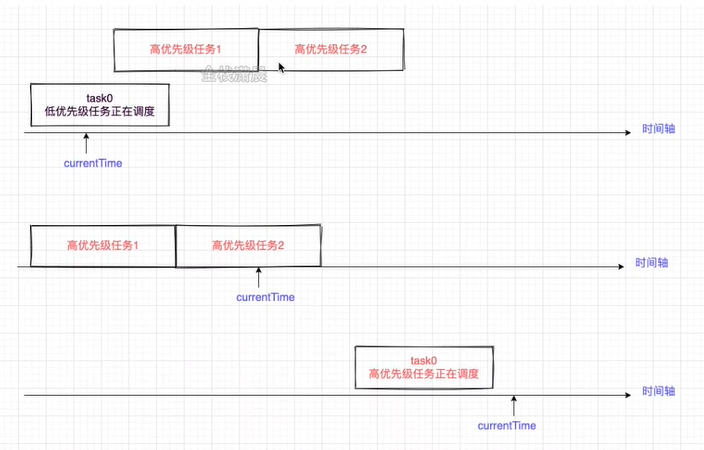 高优先级任务1
高优先级任务2
全栈潇晨
task0
低优先级任务正在调度
时间轴
currentTime
高优先级任务1
高优先级任务2
时间轴
currentTime
task0
高优先级任务正在调度
时间轴
currentTime